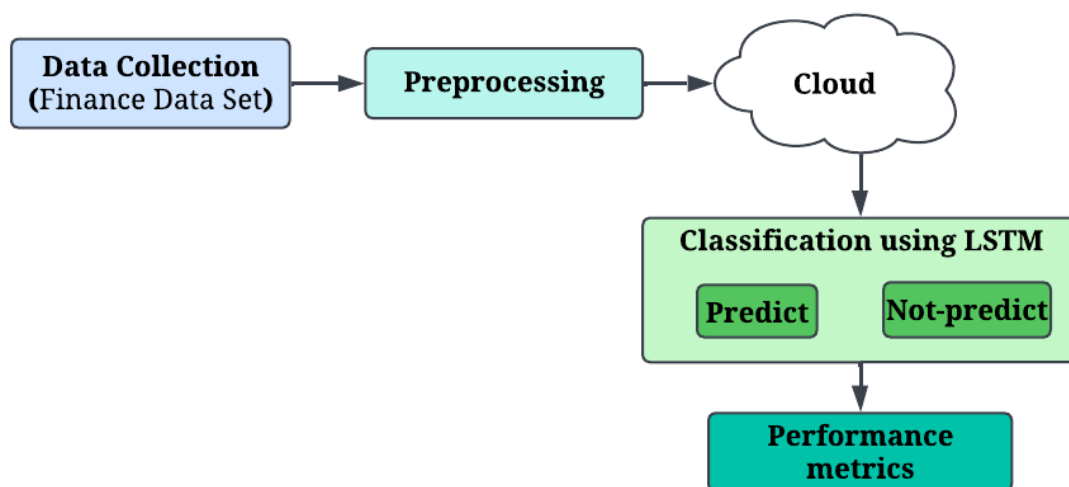 Data Collection
(Finance Data Set)
Preprocessing
Cloud
Classification using LSTM
Predict
Not-predict
Performance
metrics